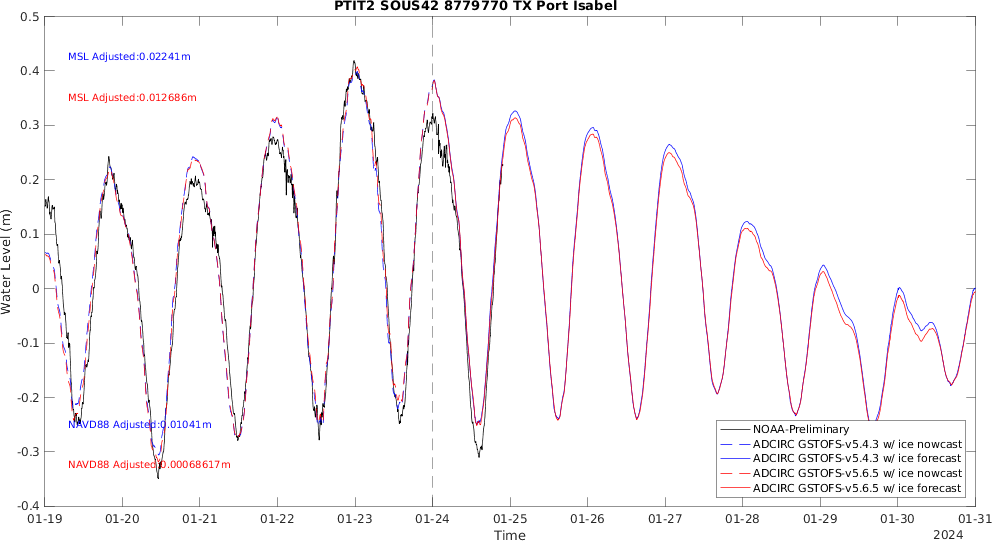 PTIT2 SOUS42 8779770 TX Port Isabel
0.5
0.4
0.3
0.2
0.1
0
-0.1
-0.2
-0.3
-0.4
Water Level (m)
MSL Adjusted:0.02241m
MSL Adjusted:0.012686m
NAVD88 Adjusted:0.01041m
NAVD88 Adjusted:0.00068617m
NOAA-Preliminary
ADCIRC GSTOFS-v5.4.3 w/ ice nowcast
ADCIRC GSTOFS-v5.4.3 w/ ice forecast
ADCIRC GSTOFS-v5.6.5 w/ ice nowcast
ADCIRC GSTOFS-v5.6.5 w/ ice forecast
01-19 01-20 01-21 01-22 01-23 01-24 01-25 01-26 01-27 01-28 01-29 01-30 01-31
Time
2024